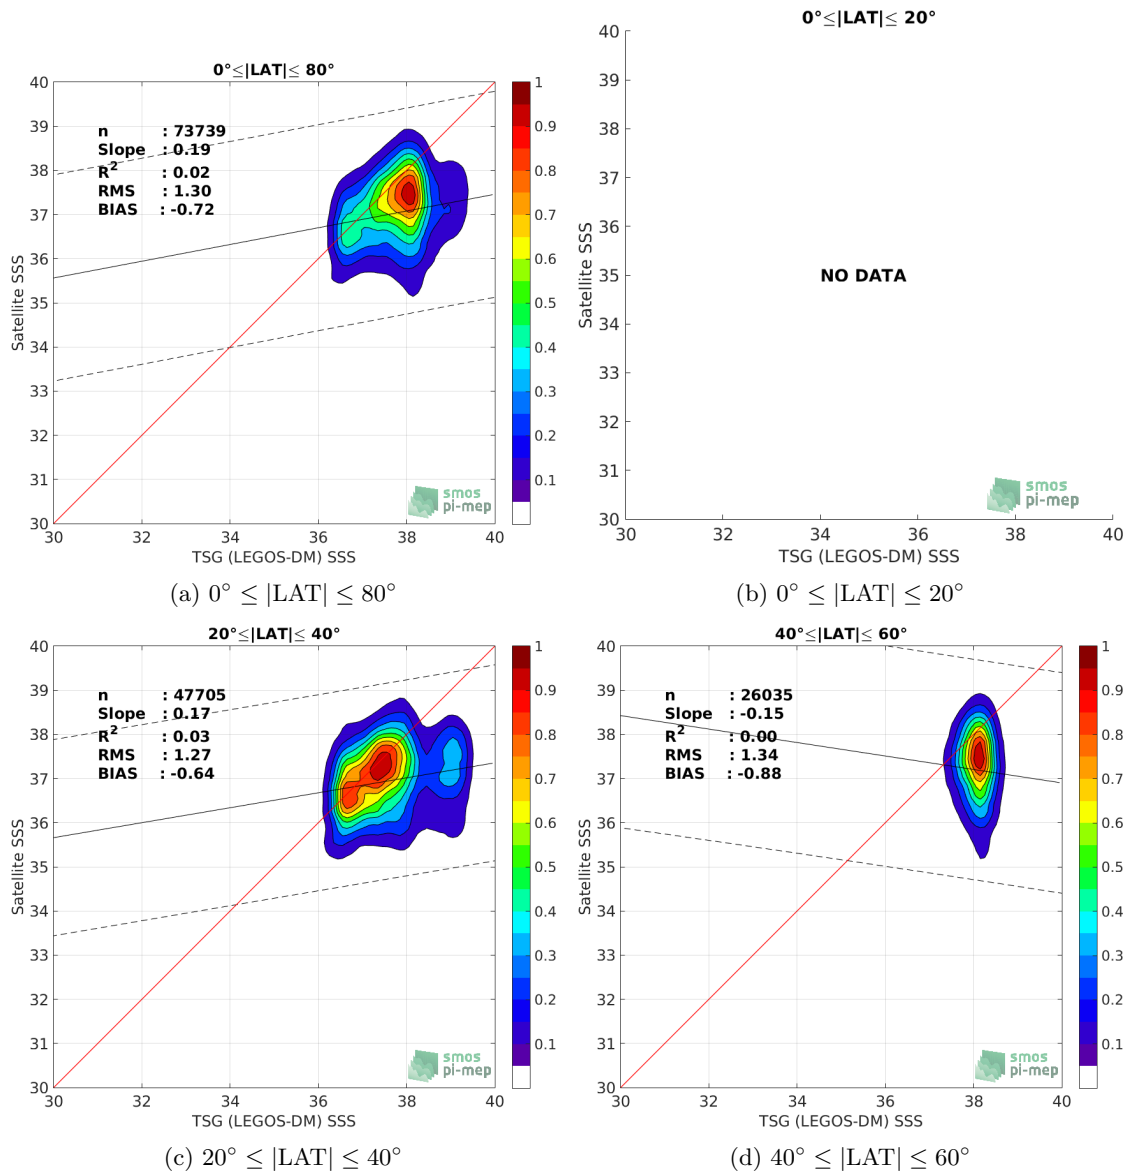 0°≤|LAT|≤ 80°
40
39
38
37
36
35
34
33
32
31
30
Satellite SSS
n : 73739
Slope : 0.19
R² : 0.02
RMS : 1.30
BIAS : -0.72
smos
pi-mep
30 32 34 36 38 40
TSG (LEGOS-DM) SSS
1
0.9
0.8
0.7
0.6
0.5
0.4
0.3
0.2
0.1
(a) 0° ≤ |LAT| ≤ 80°
0°≤|LAT|≤ 20°
40
39
38
37
36
35
34
33
32
31
30
Satellite SSS
NO DATA
smos
pi-mep
30 32 34 36 38 40
TSG (LEGOS-DM) SSS
(b) 0° ≤ |LAT| ≤ 20°
20°≤|LAT|≤ 40°
40
39
38
37
36
35
34
33
32
31
30
Satellite SSS
n : 47705
Slope : 0.17
R² : 0.03
RMS : 1.27
BIAS : -0.64
smos
pi-mep
30 32 34 36 38 40
TSG (LEGOS-DM) SSS
1
0.9
0.8
0.7
0.6
0.5
0.4
0.3
0.2
0.1
(c) 20° ≤ |LAT| ≤ 40°
40°≤|LAT|≤ 60°
40
39
38
37
36
35
34
33
32
31
30
Satellite SSS
n : 26035
Slope : -0.15
R² : 0.00
RMS : 1.34
BIAS : -0.88
smos
pi-mep
30 32 34 36 38 40
TSG (LEGOS-DM) SSS
1
0.9
0.8
0.7
0.6
0.5
0.4
0.3
0.2
0.1
(d) 40° ≤ |LAT| ≤ 60°